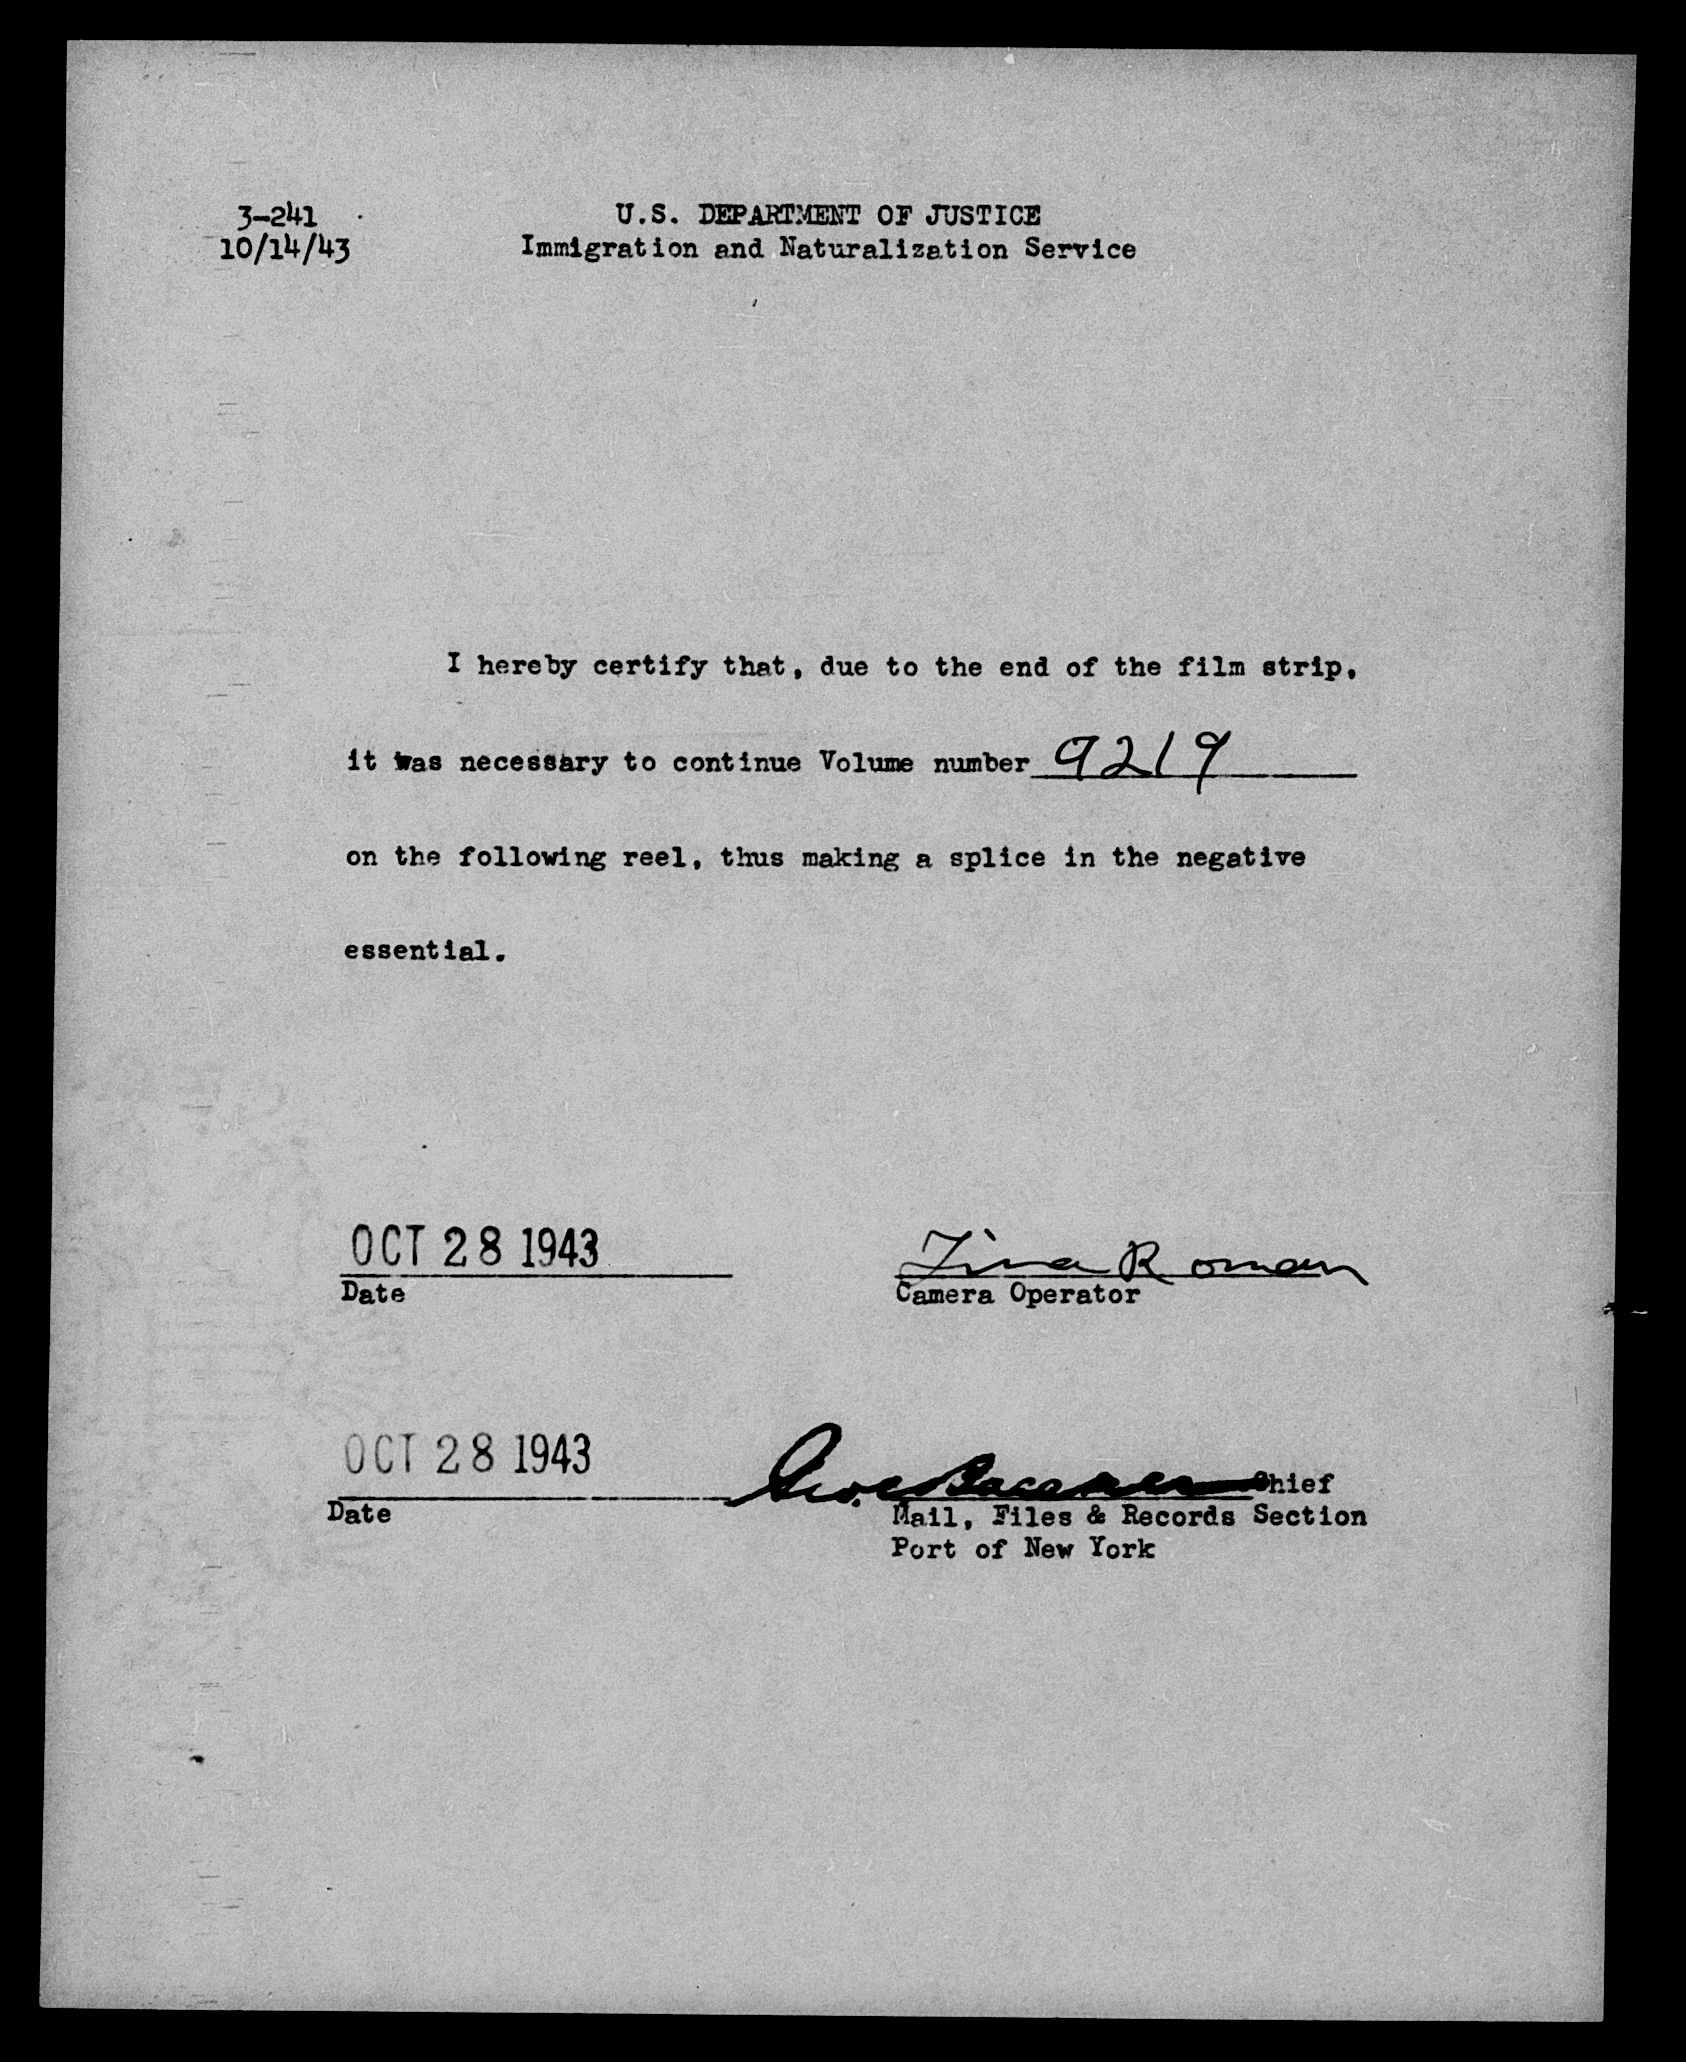 3-241
10/14/43
U.S. DEPARTMENT OF JUSTICE
Immigration and Naturalization Service
I hereby certify that, due to the end of the film strip,
it was necessary to continue Volume number 9219
on the following reel, thus making a splice in the negative
essential.
OCT 28 1943
Date
Tina Roman
Camera Operator
OCT 28 1943
Date
Chief
Mail, Files & Records Section
Port of New York